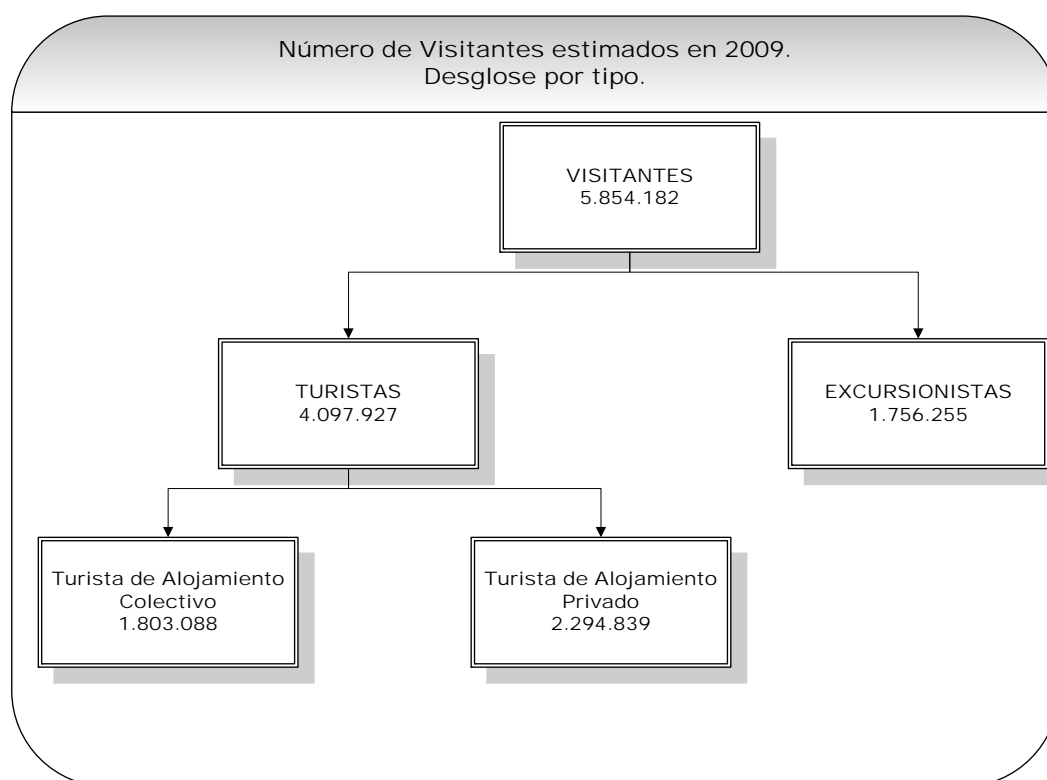 Número de Visitantes estimados en 2009.
Desglose por tipo.
VISITANTES
5.854.182
TURISTAS
4.097.927
EXCURSIONISTAS
1.756.255
Turista de Alojamiento
Colectivo
1.803.088
Turista de Alojamiento
Privado
2.294.839